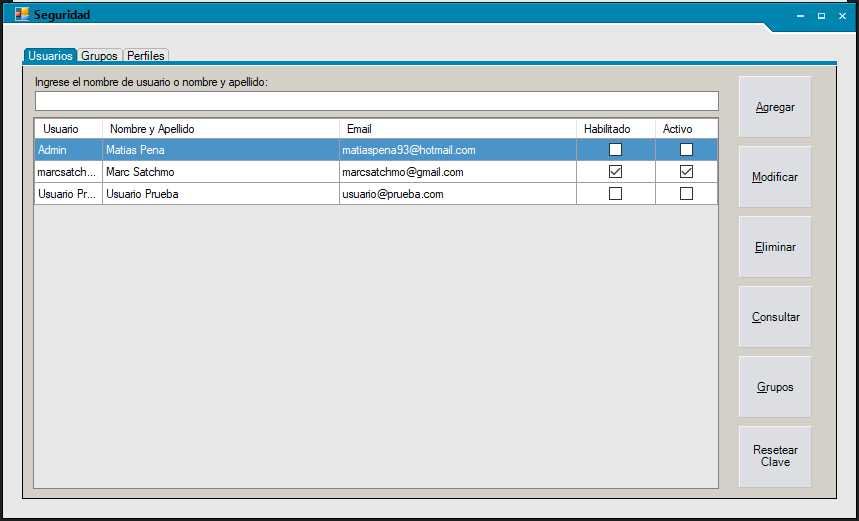 Seguridad
Usuarios Grupos Perfiles
Ingrese el nombre de usuario o nombre y apellido:
Usuario Nombre y Apellido Email Habilitado Activo
Admin Matias Pena matiaspena93@hotmail.com
marcsatch... Marc Satchmo marcsatchmo@gmail.com
Usuario Pr... Usuario Prueba usuario@prueba.com
Agregar
Modificar
Eliminar
Consultar
Grupos
Resetear
Clave